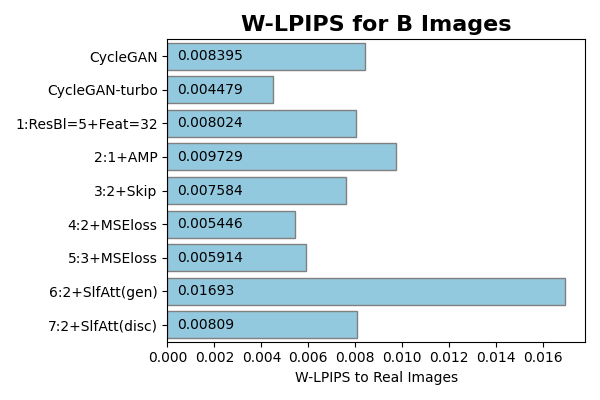 W-LPIPS for B Images
CycleGAN 0.008395
CycleGAN-turbo 0.004479
1:ResBl=5+Feat=32 0.008024
2:1+AMP 0.009729
3:2+Skip 0.007584
4:2+MSEloss 0.005446
5:3+MSEloss 0.005914
6:2+SlfAtt(gen) 0.01693
7:2+SlfAtt(disc) 0.00809
0.000 0.002 0.004 0.006 0.008 0.010 0.012 0.014 0.016
W-LPIPS to Real Images